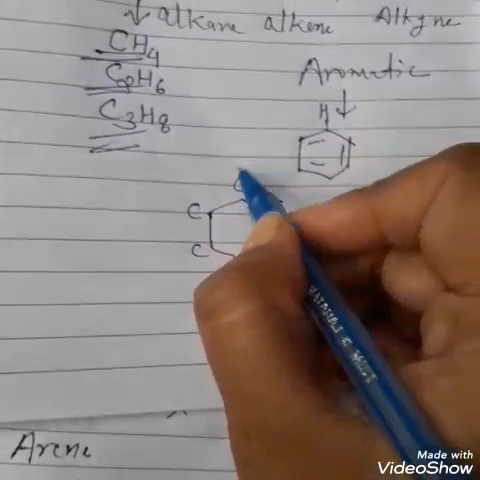 ↓ alkane alkene Alkyne
CH4
C2H6
C3H8
Aromatic
H
C
C
C
Arene
Made with
VideoShow